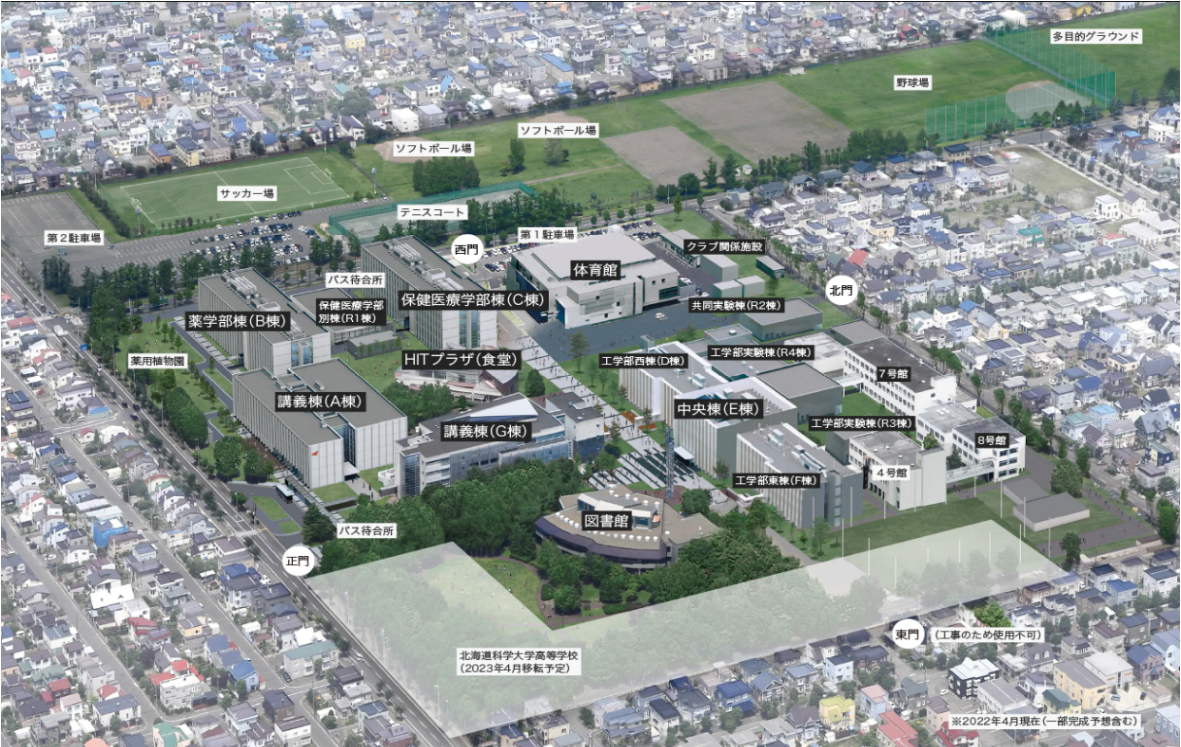 多目的グラウンド
野球場
ソフトボール場
ソフトボール場
サッカー場
テニスコート
第2駐車場
西門
第1駐車場
クラブ関係施設
体育館
バス待合所
北門
保健医療学部棟(C棟)
保健医療学部
別棟(R1棟)
共同実験棟(R2棟)
薬学部棟(B棟)
薬用植物園
HITプラザ(食堂)
工学部西棟(D棟)
工学部実験棟(R4棟)
7号館
講義棟(A棟)
中央棟(E棟)
講義棟(G棟)
工学部実験棟(R3棟)
8号館
4号館
工学部東棟(F棟)
図書館
バス待合所
正門
東門
(工事のため使用不可)
北海道科学大学高等学校
(2023年4月移転予定)
※2022年4月現在(一部完成予想含む)